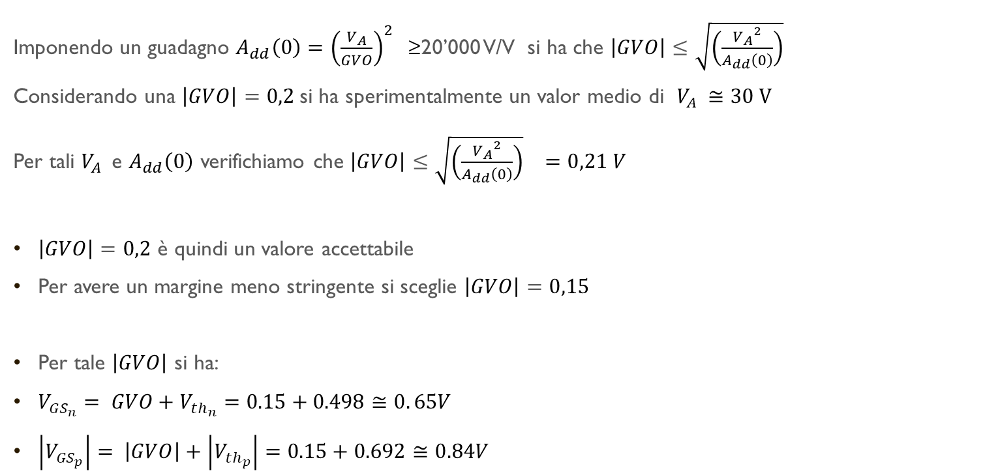 Imponendo un guadagno $A_{dd}(0) = \left(\frac{V_A}{GVO}\right)^2$ ≥20’000 V/V si ha che $|GVO| \leq \sqrt{\left(\frac{{V_A}^2}{A_{dd}(0)}\right)}$
Considerando una $|GVO| = 0,2$ si ha sperimentalmente un valor medio di $V_A \cong 30$ V
Per tali $V_A$ e $A_{dd}(0)$ verifichiamo che $|GVO| \leq \sqrt{\left(\frac{{V_A}^2}{A_{dd}(0)}\right)} = 0,21\ V$
• $|GVO| = 0,2$ è quindi un valore accettabile
• Per avere un margine meno stringente si sceglie $|GVO| = 0,15$
• Per tale $|GVO|$ si ha:
• $V_{GS_n} = GVO + V_{th_n} = 0.15 + 0.498 \cong 0.65V$
• $\left|V_{GS_p}\right| = |GVO| + \left|V_{th_p}\right| = 0.15 + 0.692 \cong 0.84V$